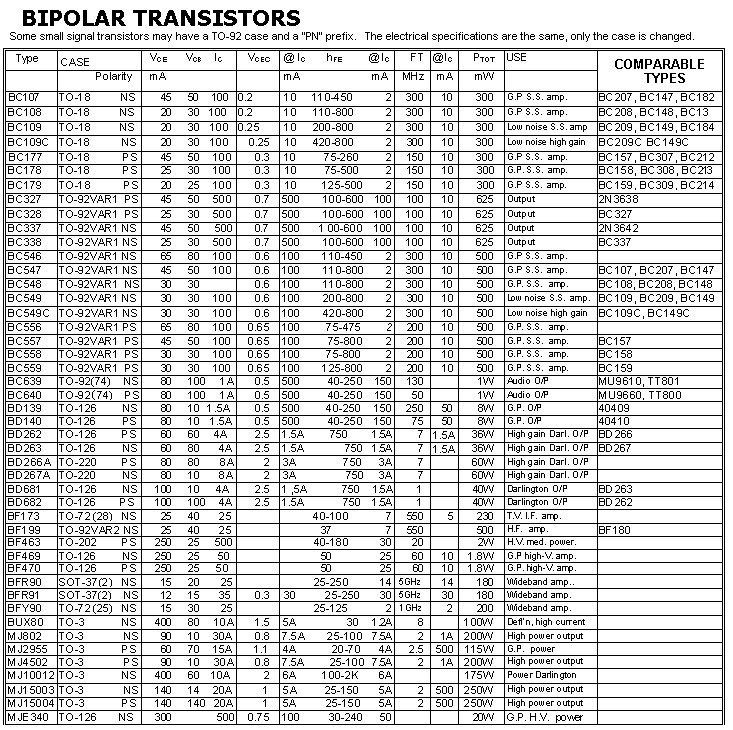 BIPOLAR TRANSISTORS
Some small signal transistors may have a TO-92 case and a "PN" prefix. The electrical specifications are the same, only the case is changed.
Type CASE VCE VCB IC VCEC @IC hFE @IC FT @IC PTOT USE COMPARABLE TYPES
Polarity mA mA mA MHz mA mW
BC107 TO-18 NS 45 50 100 0.2 10 110-450 2 300 10 300 G.P S.S. amp. BC207, BC147, BC182
BC108 TO-18 NS 20 30 100 0.2 10 110-800 2 300 10 300 G.P S.S. amp. BC208, BC148, BC13
BC109 TO-18 NS 20 30 100 0.25 10 200-800 2 300 10 300 Low noise S.S. amp BC209, BC149, BC184
BC109C TO-18 NS 20 30 100 0.25 10 420-800 2 300 10 300 Low noise high gain BC209C BC149C
BC177 TO-18 PS 45 50 100 0.3 10 75-260 2 150 10 300 G.P S.S. amp. BC157, BC307, BC212
BC178 TO-18 PS 25 30 100 0.3 10 75-500 2 150 10 300 G.P S.S. amp. BC158, BC308, BC213
BC179 TO-18 PS 20 25 100 0.3 10 125-500 2 150 10 300 G.P S.S. amp. BC159, BC309, BC214
BC327 TO-92VAR1 PS 45 50 500 0.7 500 100-600 100 100 10 625 Output 2N3638
BC328 TO-92VAR1 PS 25 30 500 0.7 500 100-600 100 100 10 625 Output BC327
BC337 TO-92VAR1 NS 45 50 500 0.7 500 1 00-600 100 100 10 625 Output 2N3642
BC338 TO-92VAR1 NS 25 30 500 0.7 500 100-600 100 100 10 625 Output BC337
BC546 TO-92VAR1 NS 65 80 100 0.6 100 110-450 2 300 10 500 G.P S.S. amp.
BC547 TO-92VAR1 NS 45 50 100 0.6 100 110-800 2 300 10 500 G.P S.S. amp. BC107, BC207, BC147
BC548 TO-92VAR1 NS 30 30 0.6 100 110-800 2 300 10 500 G.P S.S. amp. BC108, BC208, BC148
BC549 TO-92VAR1 NS 30 30 100 0.6 100 200-800 2 300 10 500 Low noise S.S. amp. BC109, BC209, BC149
BC549C TO-92VAR1 NS 30 30 100 0.6 100 420-800 2 300 10 500 Low noise high gain BC109C, BC149C
BC556 TO-92VAR1 PS 65 80 100 0.65 100 75-475 2 200 10 500 G.P. S.S. amp.
BC557 TO-92VAR1 PS 45 50 100 0.65 100 75-800 2 200 10 500 G.P. S.S. amp. BC157
BC558 TO-92VAR1 PS 30 30 100 0.65 100 75-800 2 200 10 500 G.P. S.S. amp. BC158
BC559 TO-92VAR1 PS 30 30 100 0.65 100 125-800 2 200 10 500 G.P. S.S. amp. BC159
BC639 TO-92(74) NS 80 100 1A 0.5 500 40-250 150 130 1W Audio O/P MU9610, TT801
BC640 TO-92(74) PS 80 100 1A 0.5 500 40-250 150 50 1W Audio O/P MU9660, TT800
BD139 TO-126 NS 80 10 1.5A 0.5 500 40-250 150 250 50 8W G.P. O/P 40409
BD140 TO-126 PS 80 10 1.5A 0.5 500 40-250 150 75 50 8W G.P. O/P 40410
BD262 TO-126 PS 60 60 4A 2.5 1.5A 750 1.5A 7 1.5A 36W High gain Darl. O/P BD266
BD263 TO-126 NS 60 80 4A 2.5 1.5A 750 1.5A 7 1.5A 36W High gain Darl. O/P BD267
BD266A TO-220 PS 80 80 8A 2 3A 750 3A 7 60W High gain Darl. O/P
BD267A TO-220 NS 80 10 8A 2 3A 750 3A 7 60W High gain Darl. O/P
BD681 TO-126 NS 100 10 4A 2.5 1 ,5A 750 1.5A 1 40W Darlington O/P BD263
BD682 TO-126 PS 100 100 4A 2.5 1.5A 750 1.5A 1 40W Darlington O/P BD262
BF173 TO-72(28) NS 25 40 25 40-100 7 550 5 230 T.V. I.F. amp.
BF199 TO-92VAR2 NS 25 40 25 37 7 550 500 H.F. amp. BF180
BF463 TO-202 PS 250 25 500 40-180 30 20 2W H.V. med. power.
BF469 TO-126 NS 250 25 50 50 25 60 10 1.8W G.P high-V. amp.
BF470 TO-126 PS 250 25 50 50 25 60 10 1.8W G.P high-V. amp.
BFR90 SOT-37(2) NS 15 20 25 25-250 14 5GHz 14 180 Wideband amp..
BFR91 SOT-37(2) NS 12 15 35 0.3 30 25-250 30 5GHz 30 180 Wideband amp.
BFY90 TO-72(25) NS 15 30 25 25-125 2 1GHz 2 200 Wideband amp.
BUX80 TO-3 NS 400 80 10A 1.5 5A 30 1.2A 8 100W Defl'n, high current
MJ802 TO-3 NS 90 10 30A 0.8 7.5A 25-100 7.5A 2 1A 200W High power output
MJ2955 TO-3 PS 60 70 15A 1.1 4A 20-70 4A 2.5 500 115W G.P. power
MJ4502 TO-3 PS 90 10 30A 0.8 7.5A 25-100 7.5A 2 1A 200W High power output
MJ10012 TO-3 NS 400 60 10A 2 6A 100-2K 6A 175W Power Darlington
MJ15003 TO-3 NS 140 14 20A 1 5A 25-150 5A 2 500 250W High power output
MJ15004 TO-3 PS 140 140 20A 1 5A 25-150 5A 2 500 250W High power output
MJE340 TO-126 NS 300 500 0.75 100 30-240 50 20W G.P. H.V. power